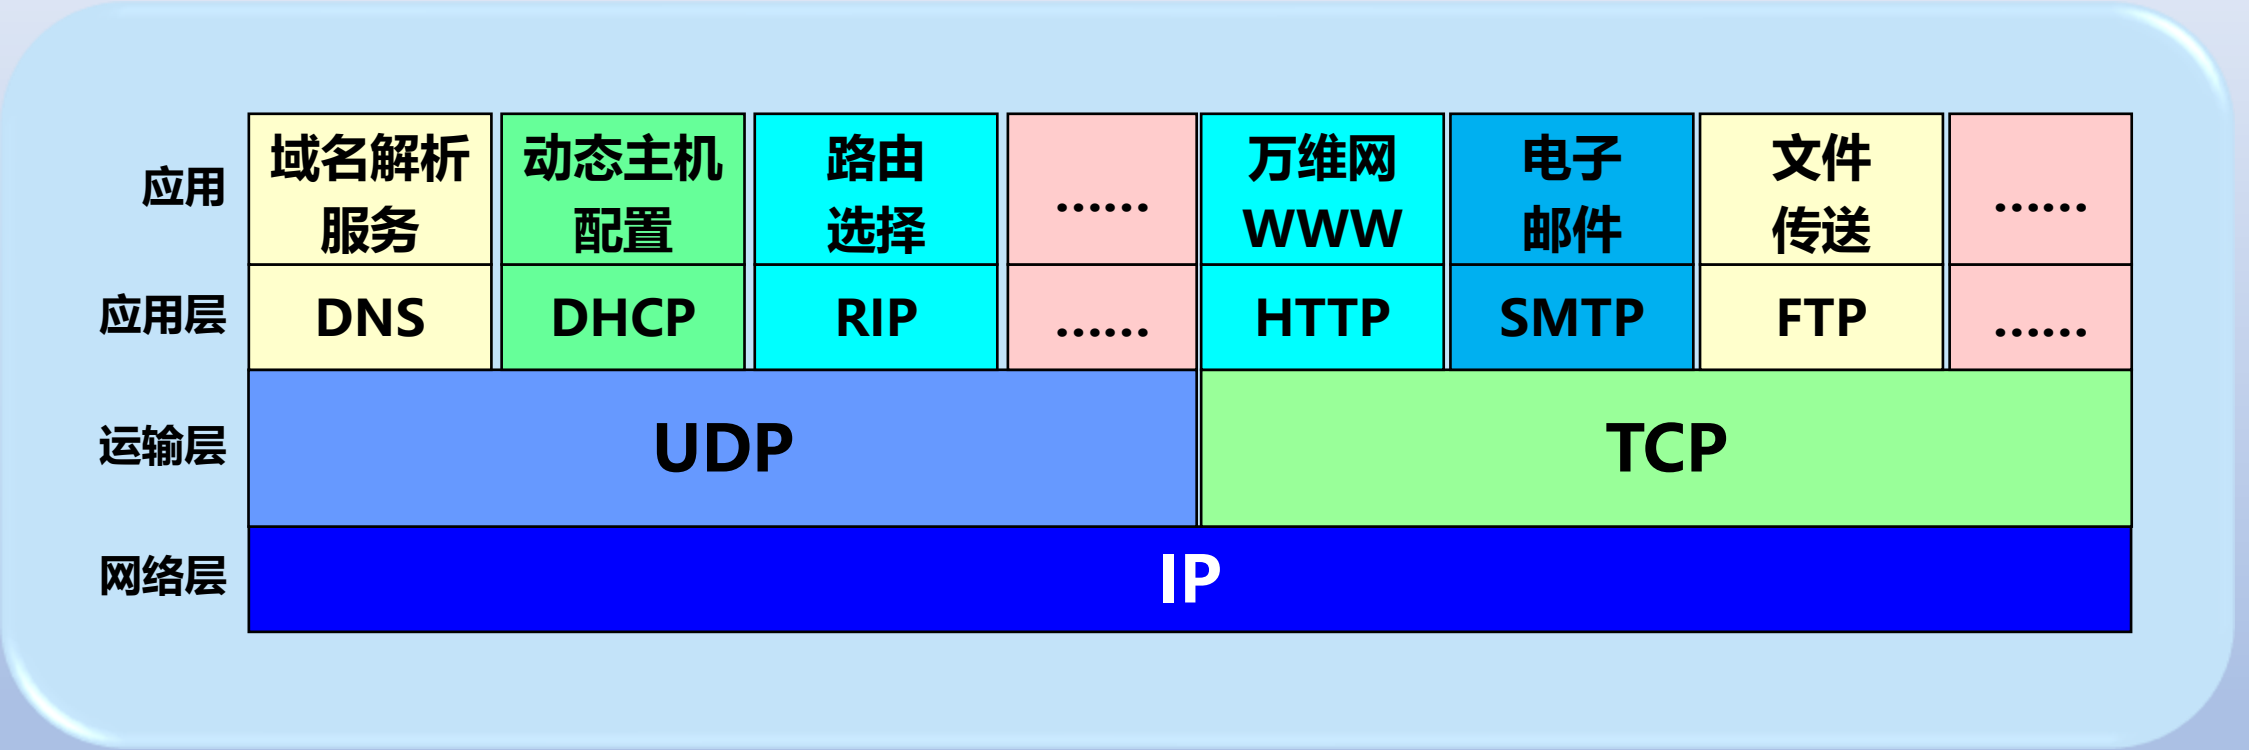 应用
域名解析
服务
动态主机
配置
路由
选择
......
万维网
WWW
电子
邮件
文件
传送
......
应用层
DNS
DHCP
RIP
......
HTTP
SMTP
FTP
......
运输层
UDP
TCP
网络层
IP